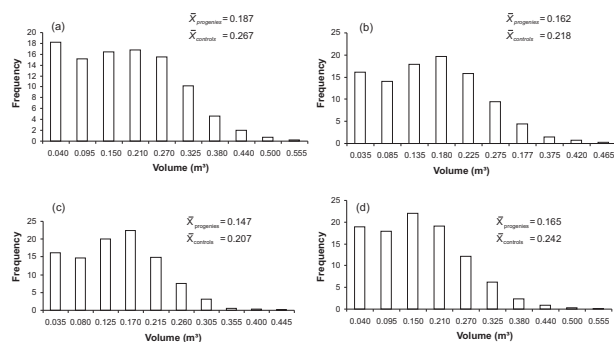 (a)
X̄progenies = 0.187
X̄controls = 0.267
Frequency
20
18
16
14
12
10
8
6
4
2
0
0.040 0.095 0.150 0.210 0.270 0.325 0.380 0.440 0.500 0.555
Volume (m³)
(b)
X̄progenies = 0.162
X̄controls = 0.218
Frequency
25
20
15
10
5
0
0.035 0.085 0.135 0.180 0.225 0.275 0.177 0.375 0.420 0.465
Volume (m³)
(c)
X̄progenies = 0.147
X̄controls = 0.207
Frequency
25
20
15
10
5
0
0.035 0.080 0.125 0.170 0.215 0.260 0.305 0.355 0.400 0.445
Volume (m³)
(d)
X̄progenies = 0.165
X̄controls = 0.242
Frequency
25
20
15
10
5
0
0.040 0.095 0.150 0.210 0.270 0.325 0.380 0.440 0.500 0.555
Volume (m³)